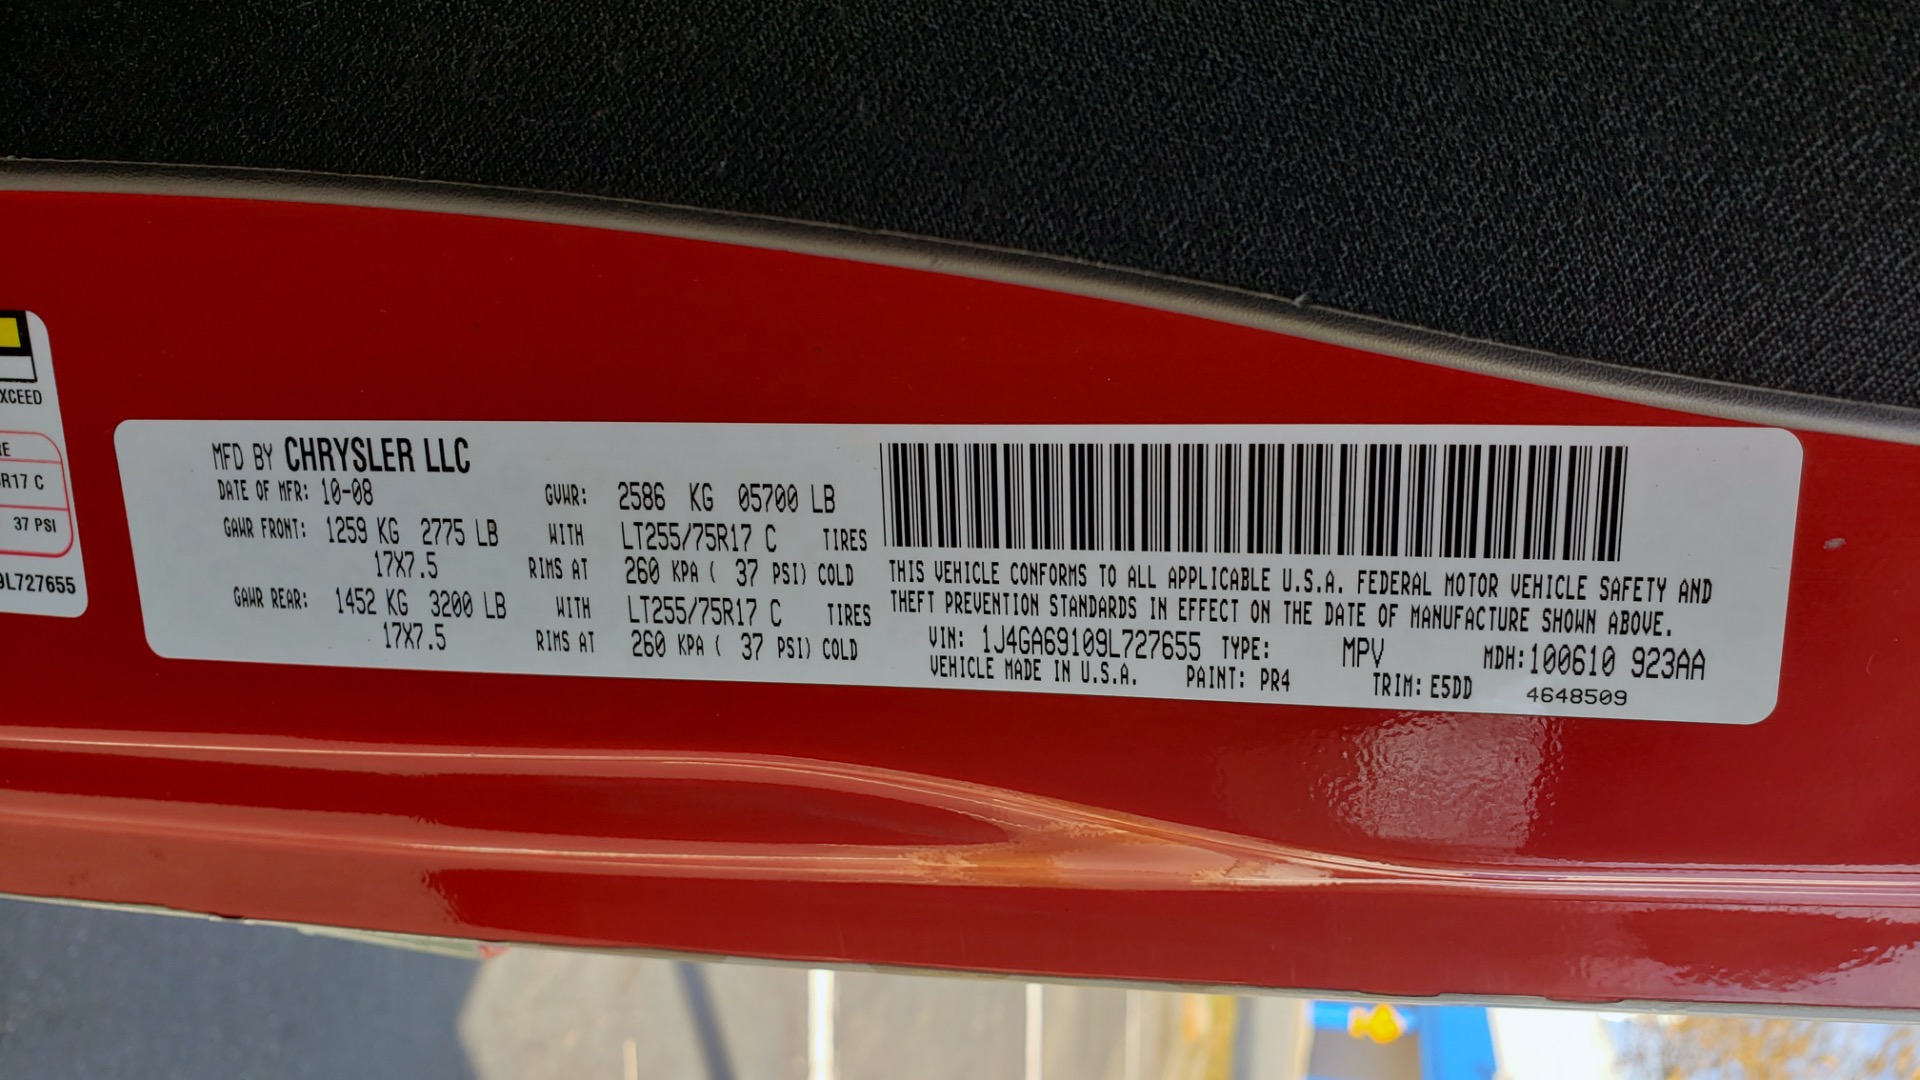 XCEED
RE
R17 C
37 PSI
9L727655
MFD BY CHRYSLER LLC
DATE OF MFR: 10-08 GVWR: 2586 KG 05700 LB
GAWR FRONT: 1259 KG 2775 LB WITH LT255/75R17 C TIRES
17X7.5 RIMS AT 260 KPA ( 37 PSI) COLD
GAWR REAR: 1452 KG 3200 LB WITH LT255/75R17 C TIRES
17X7.5 RIMS AT 260 KPA ( 37 PSI) COLD
THIS VEHICLE CONFORMS TO ALL APPLICABLE U.S.A. FEDERAL MOTOR VEHICLE SAFETY AND
THEFT PREVENTION STANDARDS IN EFFECT ON THE DATE OF MANUFACTURE SHOWN ABOVE.
VIN: 1J4GA69109L727655 TYPE: MPV MDH: 100610 923AA
VEHICLE MADE IN U.S.A. PAINT: PR4 TRIM: E5DD 4648509